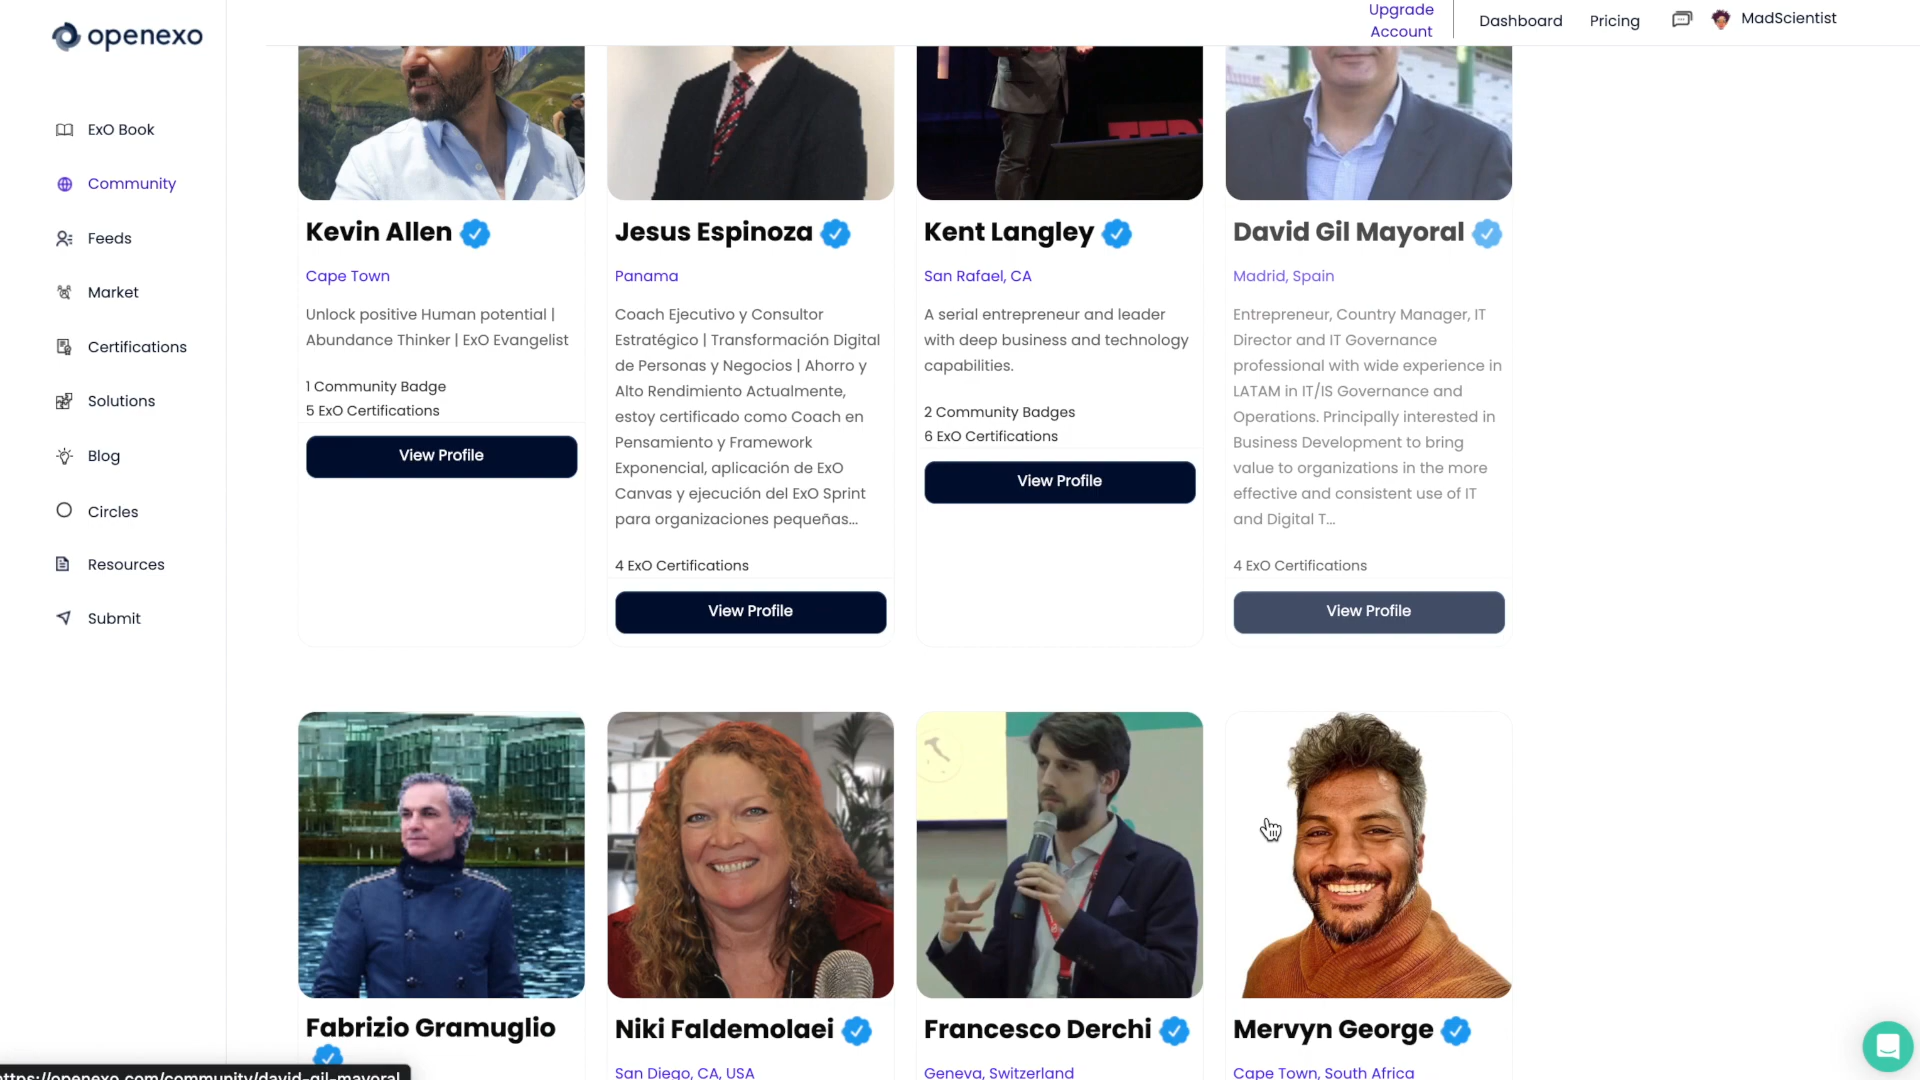 openexo
Upgrade
Account
Dashboard
Pricing
MadScientist
ExO Book
Community
Feeds
Market
Certifications
Solutions
Blog
Circles
Resources
Submit
Kevin Allen
Cape Town
Unlock positive Human potential |
Abundance Thinker | ExO Evangelist
1 Community Badge
5 ExO Certifications
View Profile
Jesus Espinoza
Panama
Coach Ejecutivo y Consultor
Estratégico | Transformación Digital
de Personas y Negocios | Ahorro y
Alto Rendimiento Actualmente,
estoy certificado como Coach en
Pensamiento y Framework
Exponencial, aplicación de ExO
Canvas y ejecución del ExO Sprint
para organizaciones pequeñas...
4 ExO Certifications
View Profile
Kent Langley
San Rafael, CA
A serial entrepreneur and leader
with deep business and technology
capabilities.
2 Community Badges
6 ExO Certifications
View Profile
David Gil Mayoral
Madrid, Spain
Entrepreneur, Country Manager, IT
Director and IT Governance
professional with wide experience in
LATAM in IT/IS Governance and
Operations. Principally interested in
Business Development to bring
value to organizations in the more
effective and consistent use of IT
and Digital T...
4 ExO Certifications
View Profile
Fabrizio Gramuglio
Niki Faldemolaei
San Diego, CA, USA
Francesco Derchi
Geneva, Switzerland
Mervyn George
Cape Town, South Africa
https://openexo.com/community/david-gil-mayoral